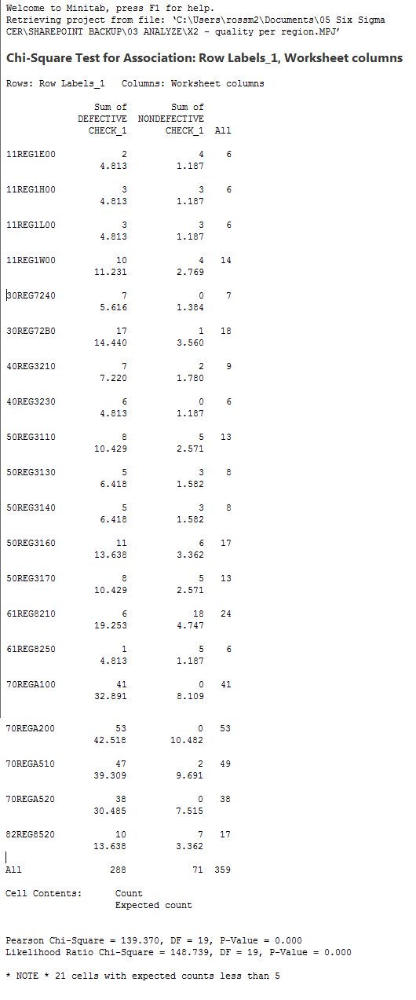 Welcome to Minitab, press F1 for help.
Retrieving project from file: ‘C:\Users\rossm2\Documents\05 Six Sigma
CER\SHAREPOINT BACKUP\03 ANALYZE\X2 - quality per region.MPJ’
Chi-Square Test for Association: Row Labels_1, Worksheet columns
Rows: Row Labels_1   Columns: Worksheet columns
Sum of   Sum of
DEFECTIVE   NONDEFECTIVE
CHECK_1   CHECK_1   All
11REG1E00   2   4   6
4.813   1.187
11REG1H00   3   3   6
4.813   1.187
11REG1L00   3   3   6
4.813   1.187
11REG1W00   10   4   14
11.231   2.769
30REG7240   7   0   7
5.616   1.384
30REG72B0   17   1   18
14.440   3.560
40REG3210   7   2   9
7.220   1.780
40REG3230   6   0   6
4.813   1.187
50REG3110   8   5   13
10.429   2.571
50REG3130   5   3   8
6.418   1.582
50REG3140   5   3   8
6.418   1.582
50REG3160   11   6   17
13.638   3.362
50REG3170   8   5   13
10.429   2.571
61REG8210   6   18   24
19.253   4.747
61REG8250   1   5   6
4.813   1.187
70REGA100   41   0   41
32.891   8.109
70REGA200   53   0   53
42.518   10.482
70REGA510   47   2   49
39.309   9.691
70REGA520   38   0   38
30.485   7.515
82REG8520   10   7   17
13.638   3.362
All   288   71   359
Cell Contents:   Count
Expected count
Pearson Chi-Square = 139.370, DF = 19, P-Value = 0.000
Likelihood Ratio Chi-Square = 148.739, DF = 19, P-Value = 0.000
* NOTE * 21 cells with expected counts less than 5